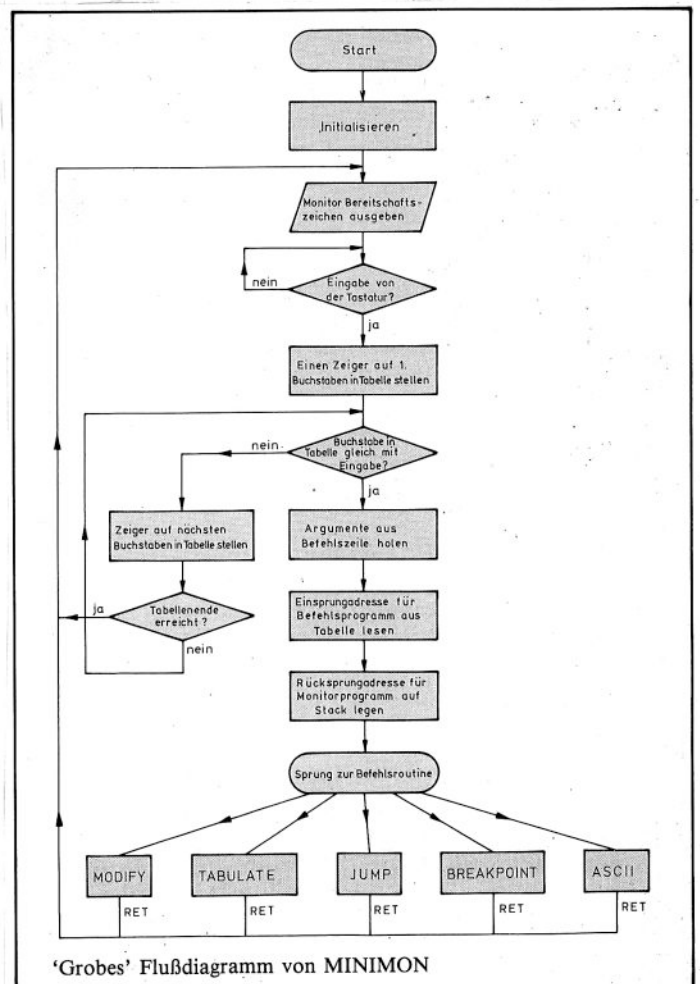 Start
Initialisieren
Monitor Bereitschafts-
zeichen ausgeben
nein
Eingabe von
der Tastatur?
ja
Einen Zeiger auf 1.
Buchstaben in Tabelle stellen
nein
Buchstabe in
Tabelle gleich mit
Eingabe?
ja
Zeiger auf nächsten
Buchstaben in Tabelle stellen
Argumente aus
Befehlszeile holen
ja
Tabellenende
erreicht ?
nein
Einsprungadresse für
Befehlsprogramm aus
Tabelle lesen
Rücksprungadresse für
Monitorprogramm auf
Stack legen
Sprung zur Befehlsroutine
MODIFY
TABULATE
JUMP
BREAKPOINT
ASCII
RET
RET
RET
RET
RET
'Grobes' Flußdiagramm von MINIMON